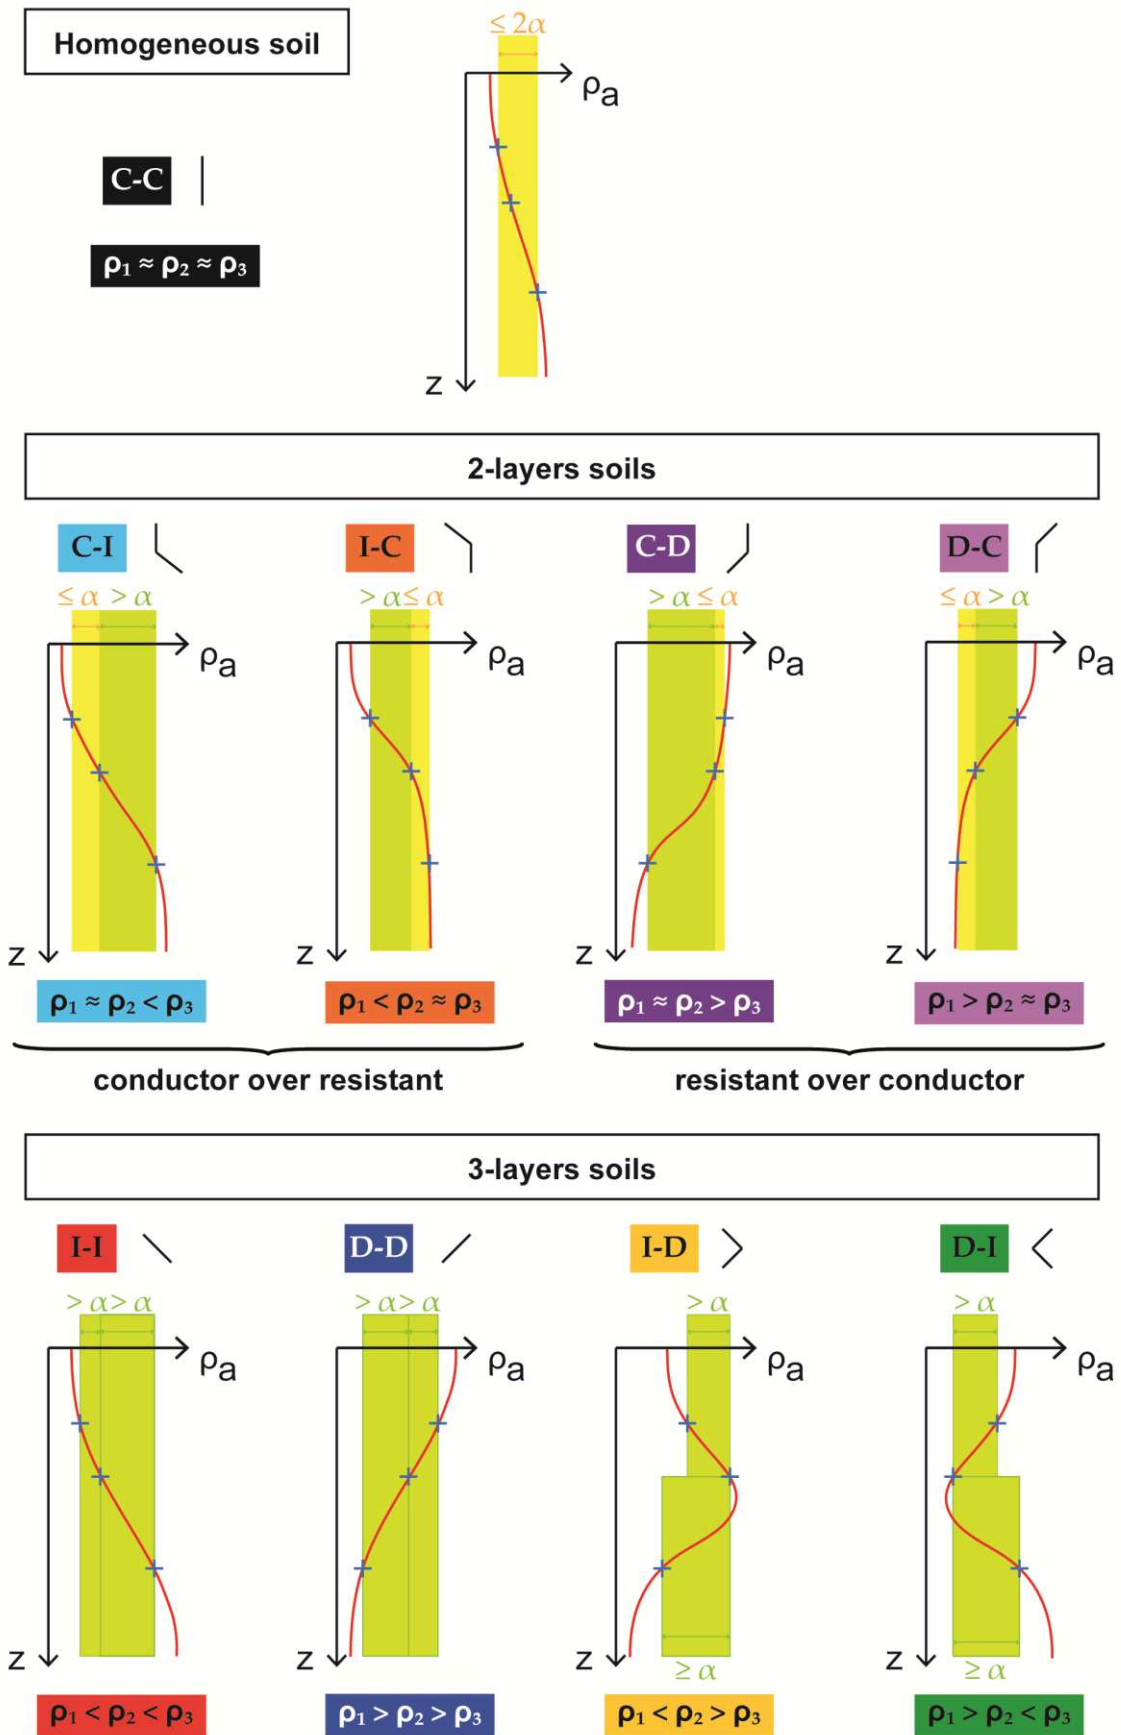 Homogeneous soil
≤ 2α
ρa
C-C
ρ1 ≈ ρ2 ≈ ρ3
z
2-layers soils
C-I I-C C-D D-C
≤ α > α > α ≤ α > α ≤ α ≤ α > α
ρa ρa ρa ρa
z z z z
ρ1 ≈ ρ2 < ρ3 ρ1 < ρ2 ≈ ρ3 ρ1 ≈ ρ2 > ρ3 ρ1 > ρ2 ≈ ρ3
conductor over resistant resistant over conductor
3-layers soils
I-I D-D I-D D-I
> α > α > α > α > α > α
ρa ρa ρa ρa
z z z z
≥ α ≥ α
ρ1 < ρ2 < ρ3 ρ1 > ρ2 > ρ3 ρ1 < ρ2 > ρ3 ρ1 > ρ2 < ρ3